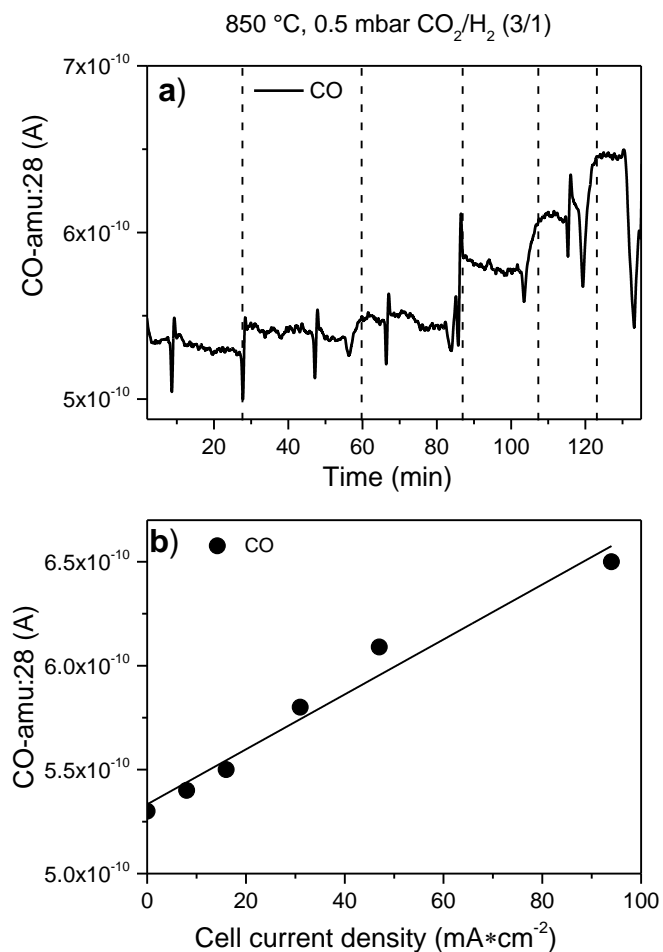 850 °C, 0.5 mbar CO₂/H₂ (3/1)
a)
CO
7x10⁻¹⁰
6x10⁻¹⁰
5x10⁻¹⁰
CO-amu:28 (A)
20 40 60 80 100 120
Time (min)
b)
CO
6.5x10⁻¹⁰
6.0x10⁻¹⁰
5.5x10⁻¹⁰
5.0x10⁻¹⁰
CO-amu:28 (A)
0 20 40 60 80 100
Cell current density (mA∗cm⁻²)